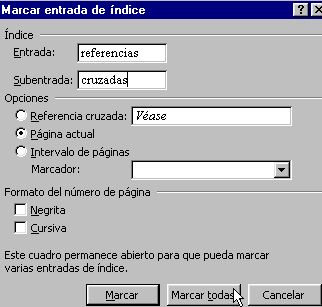 Marcar entrada de índice
Índice
Entrada: referencias
Subentrada: cruzadas
Opciones
Referencia cruzada: Véase
Página actual
Intervalo de páginas
Marcador:
Formato del número de página
Negrita
Cursiva
Este cuadro permanece abierto para que pueda marcar
varias entradas de índice.
Marcar Marcar todas Cancelar